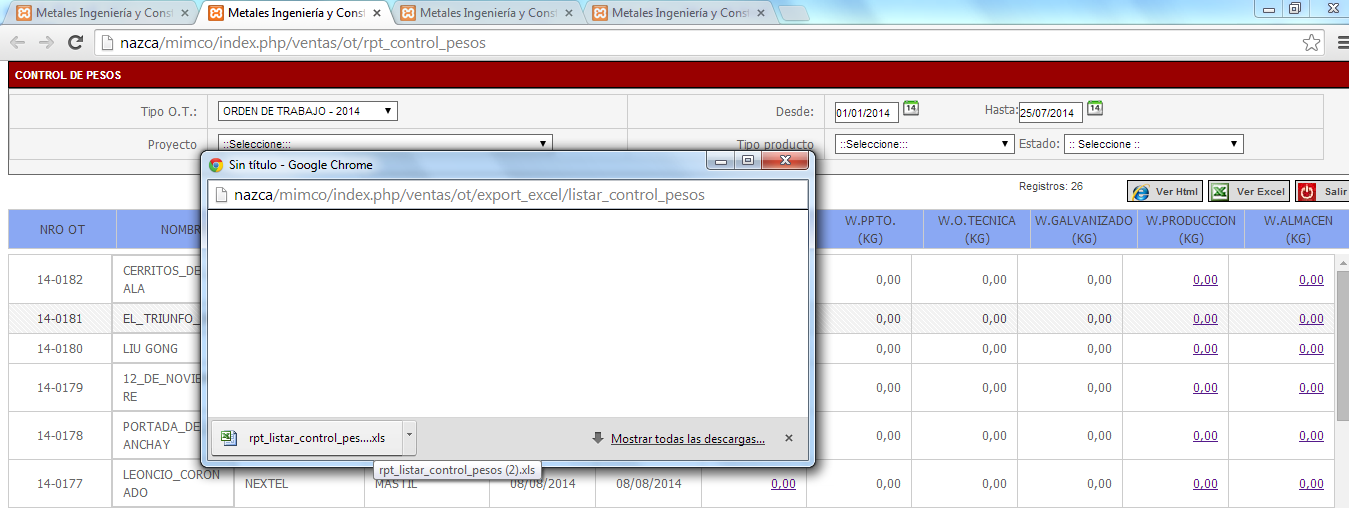 Metales Ingeniería y Const
Metales Ingeniería y Const
Metales Ingeniería y Const
Metales Ingeniería y Const
nazca/mimco/index.php/ventas/ot/rpt_control_pesos
CONTROL DE PESOS
Tipo O.T.: ORDEN DE TRABAJO - 2014 Desde: 01/01/2014 14 Hasta: 25/07/2014 14
Proyecto ::Seleccione::: Tipo producto ::Seleccione::: Estado: :: Seleccione ::
Sin título - Google Chrome
nazca/mimco/index.php/ventas/ot/export_excel/listar_control_pesos
Registros: 26 Ver Html Ver Excel Salir
NRO OT NOMBR W.PPTO. W.O.TECNICA W.GALVANIZADO W.PRODUCCION W.ALMACEN
(KG) (KG) (KG) (KG) (KG)
14-0182 CERRITOS_DE 0,00 0,00 0,00 0,00 0,00
ALA
14-0181 EL_TRIUNFO_ 0,00 0,00 0,00 0,00 0,00
14-0180 LIU GONG 0,00 0,00 0,00 0,00 0,00
14-0179 12_DE_NOVIE 0,00 0,00 0,00 0,00 0,00
RE
14-0178 PORTADA_DE 0,00 0,00 0,00 0,00 0,00
ANCHAY
rpt_listar_control_pes....xls Mostrar todas las descargas...
rpt_listar_control_pesos (2).xls
14-0177 LEONCIO_CORON NEXTEL MASTIL 08/08/2014 08/08/2014 0,00 0,00 0,00 0,00 0,00 0,00
ADO